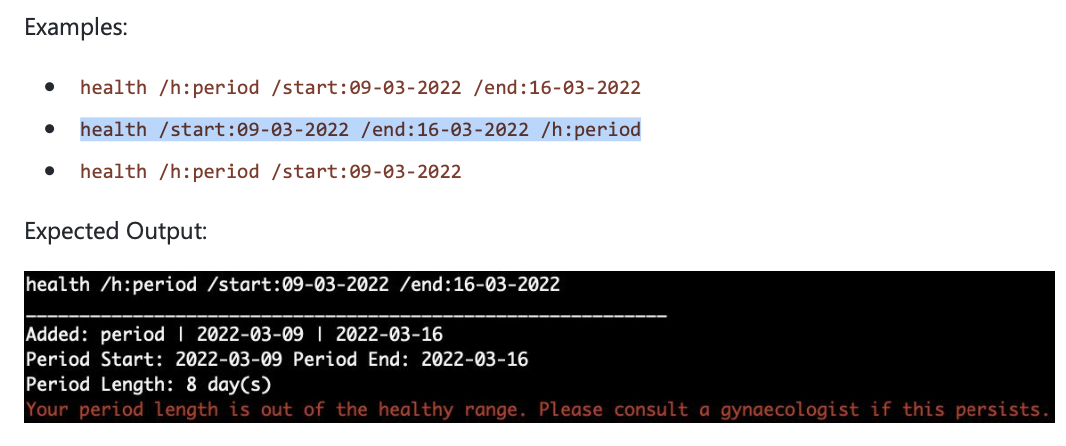 Examples:
health /h:period /start:09-03-2022 /end:16-03-2022
health /start:09-03-2022 /end:16-03-2022 /h:period
health /h:period /start:09-03-2022
Expected Output:
health /h:period /start:09-03-2022 /end:16-03-2022
____________________________________________________________
Added: period | 2022-03-09 | 2022-03-16
Period Start: 2022-03-09 Period End: 2022-03-16
Period Length: 8 day(s)
Your period length is out of the healthy range. Please consult a gynaecologist if this persists.